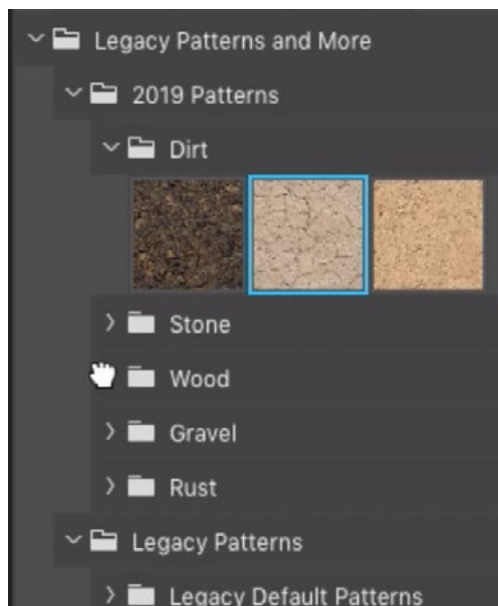 Legacy Patterns and More
2019 Patterns
Dirt
Stone
Wood
Gravel
Rust
Legacy Patterns
Legacy Default Patterns